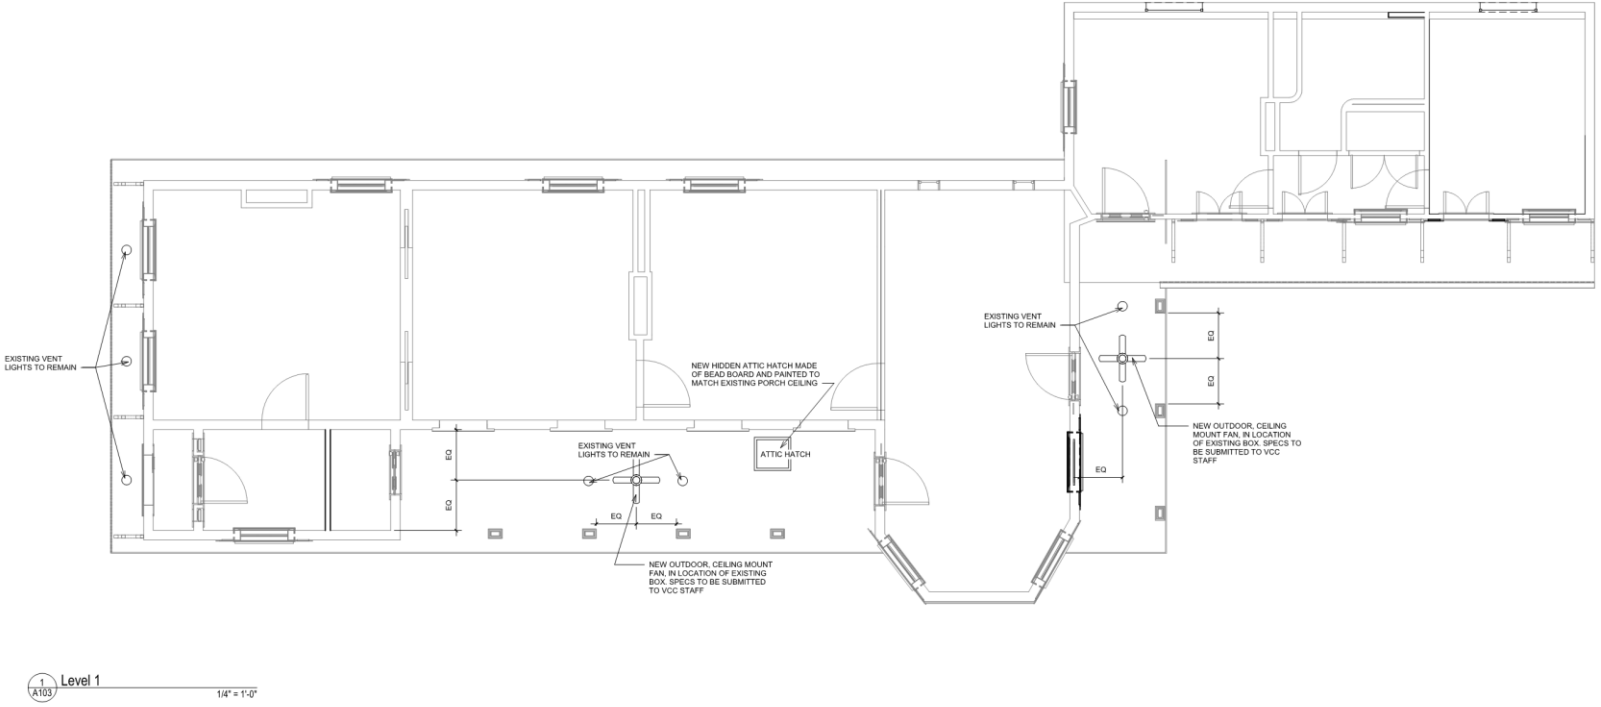 EXISTING VENT
LIGHTS TO REMAIN
NEW HIDDEN ATTIC HATCH MADE
OF BEAD BOARD AND PAINTED TO
MATCH EXISTING PORCH CEILING
EXISTING VENT
LIGHTS TO REMAIN
ATTIC HATCH
EQ
EQ
EQ
EQ
NEW OUTDOOR, CEILING MOUNT
FAN, IN LOCATION OF EXISTING
BOX. SPECS TO BE SUBMITTED
TO VCC STAFF
EXISTING VENT
LIGHTS TO REMAIN
EQ
EQ
EQ
NEW OUTDOOR, CEILING
MOUNT FAN, IN LOCATION
OF EXISTING BOX. SPECS TO
BE SUBMITTED TO VCC
STAFF
1
A103
Level 1
1/4" = 1'-0"